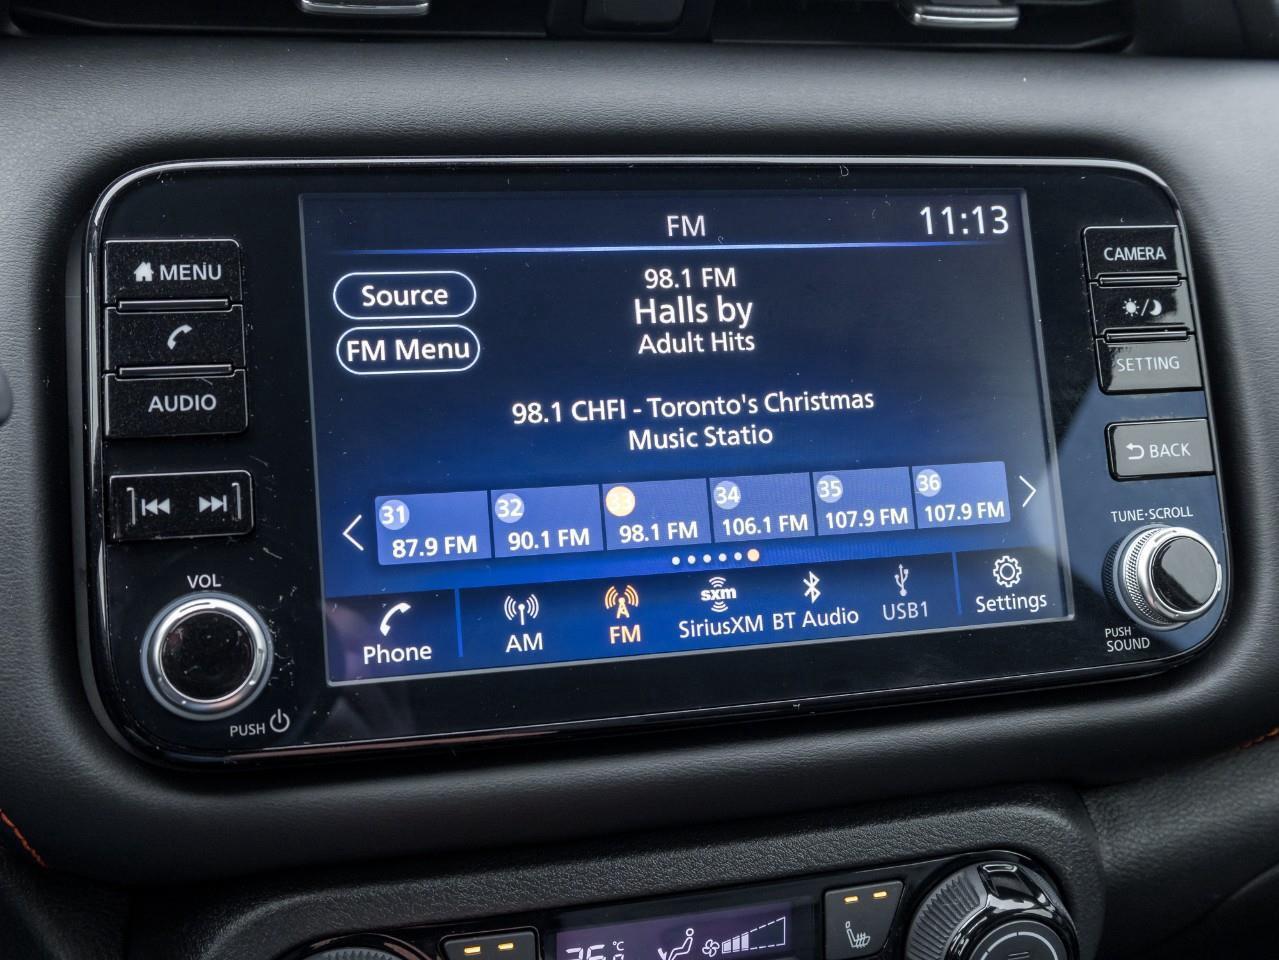 FM
11:13
MENU
CAMERA
Source
98.1 FM
Halls by
Adult Hits
FM Menu
SETTING
AUDIO
98.1 CHFI - Toronto's Christmas
Music Statio
BACK
31
32
33
34
35
36
87.9 FM
90.1 FM
98.1 FM
106.1 FM
107.9 FM
107.9 FM
TUNE·SCROLL
VOL
Phone
AM
FM
sxm
SiriusXM
BT Audio
USB1
Settings
PUSH
SOUND
PUSH
°C